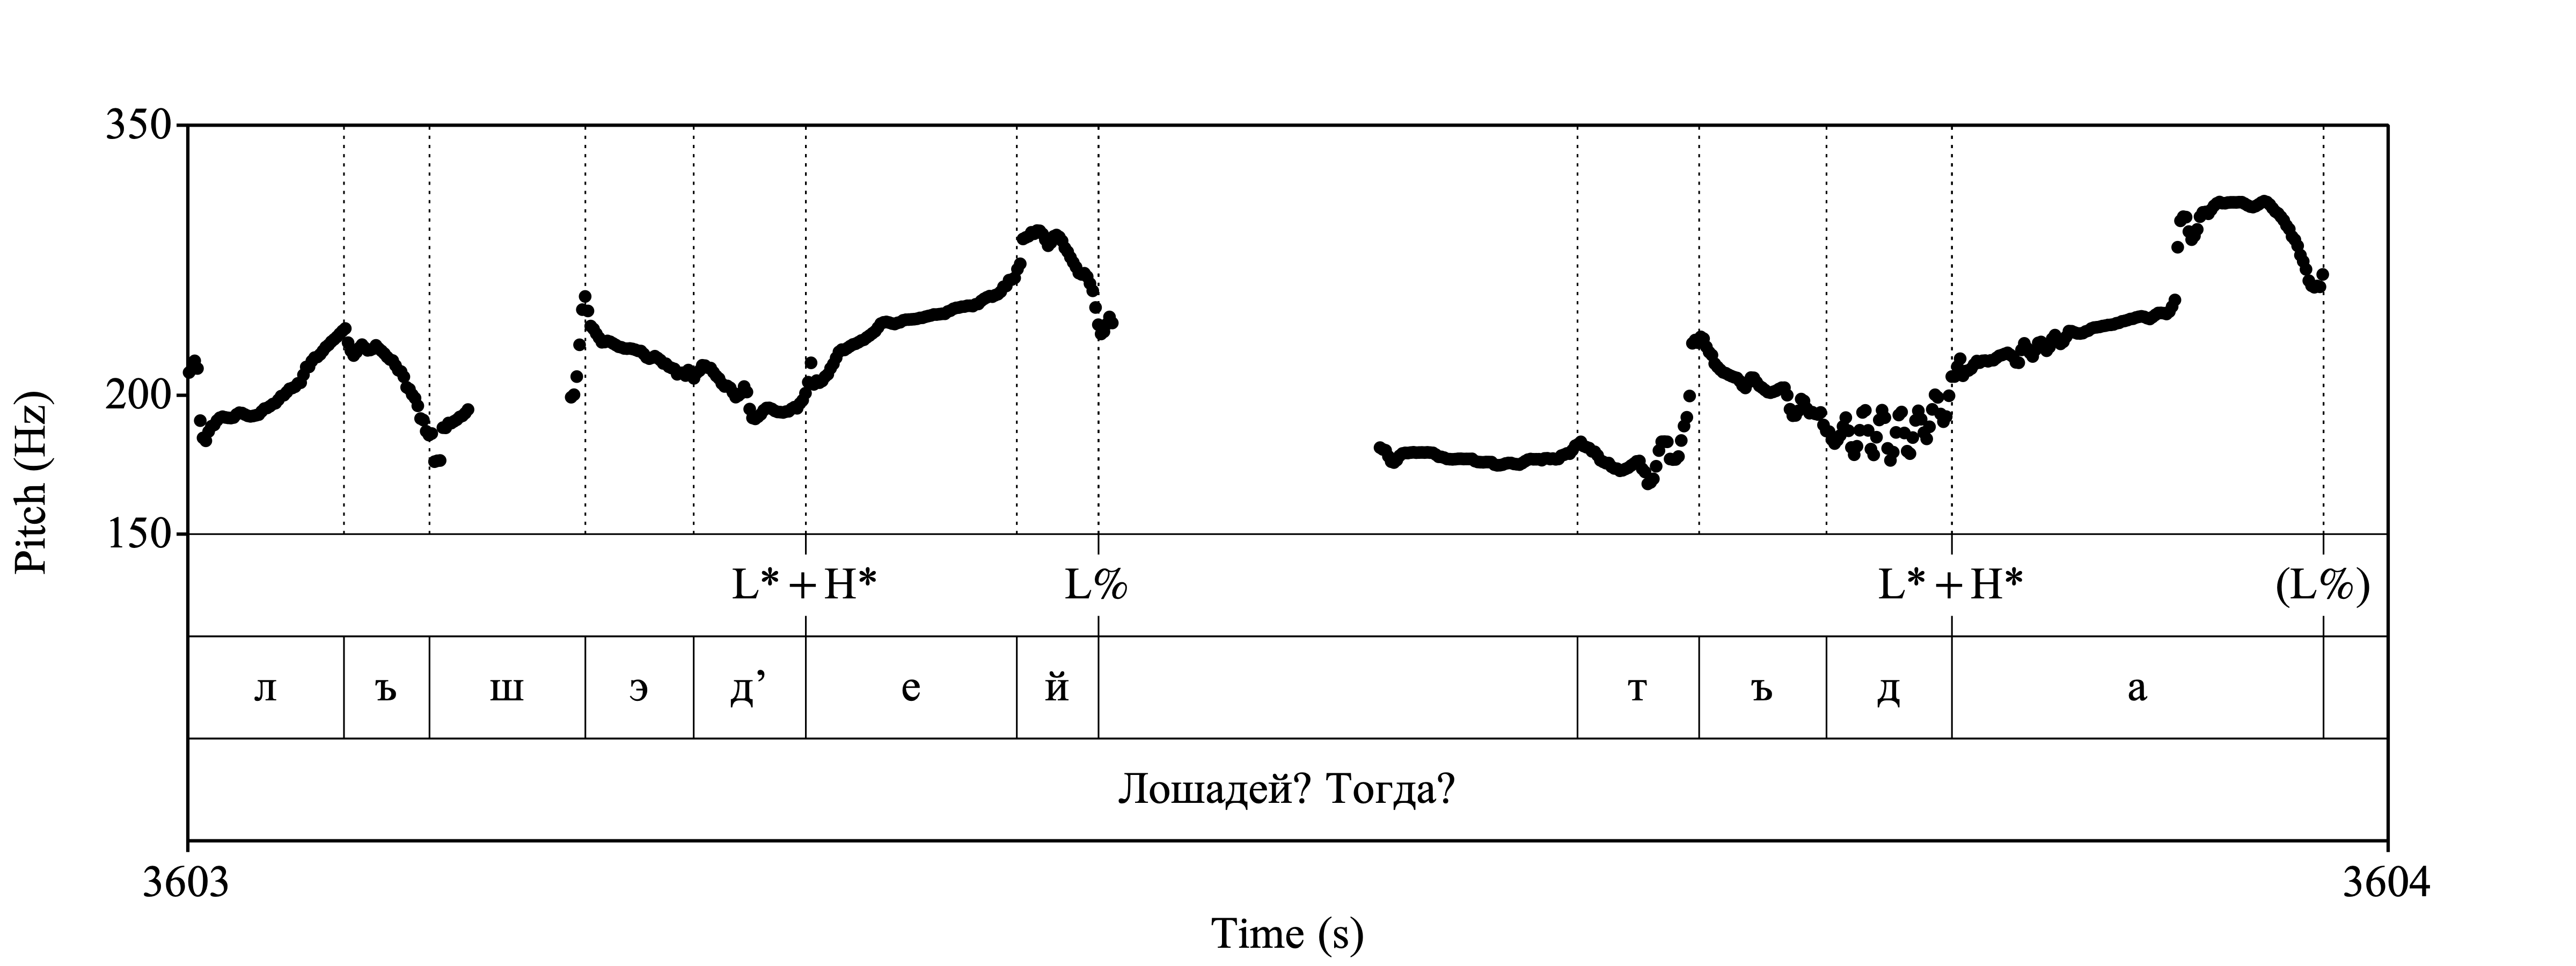 350
200
150
Pitch (Hz)
L*+H* L% L*+H* (L%)
л ъ ш э д’ е й т ъ д а
Лошадей? Тогда?
3603 3604
Time (s)